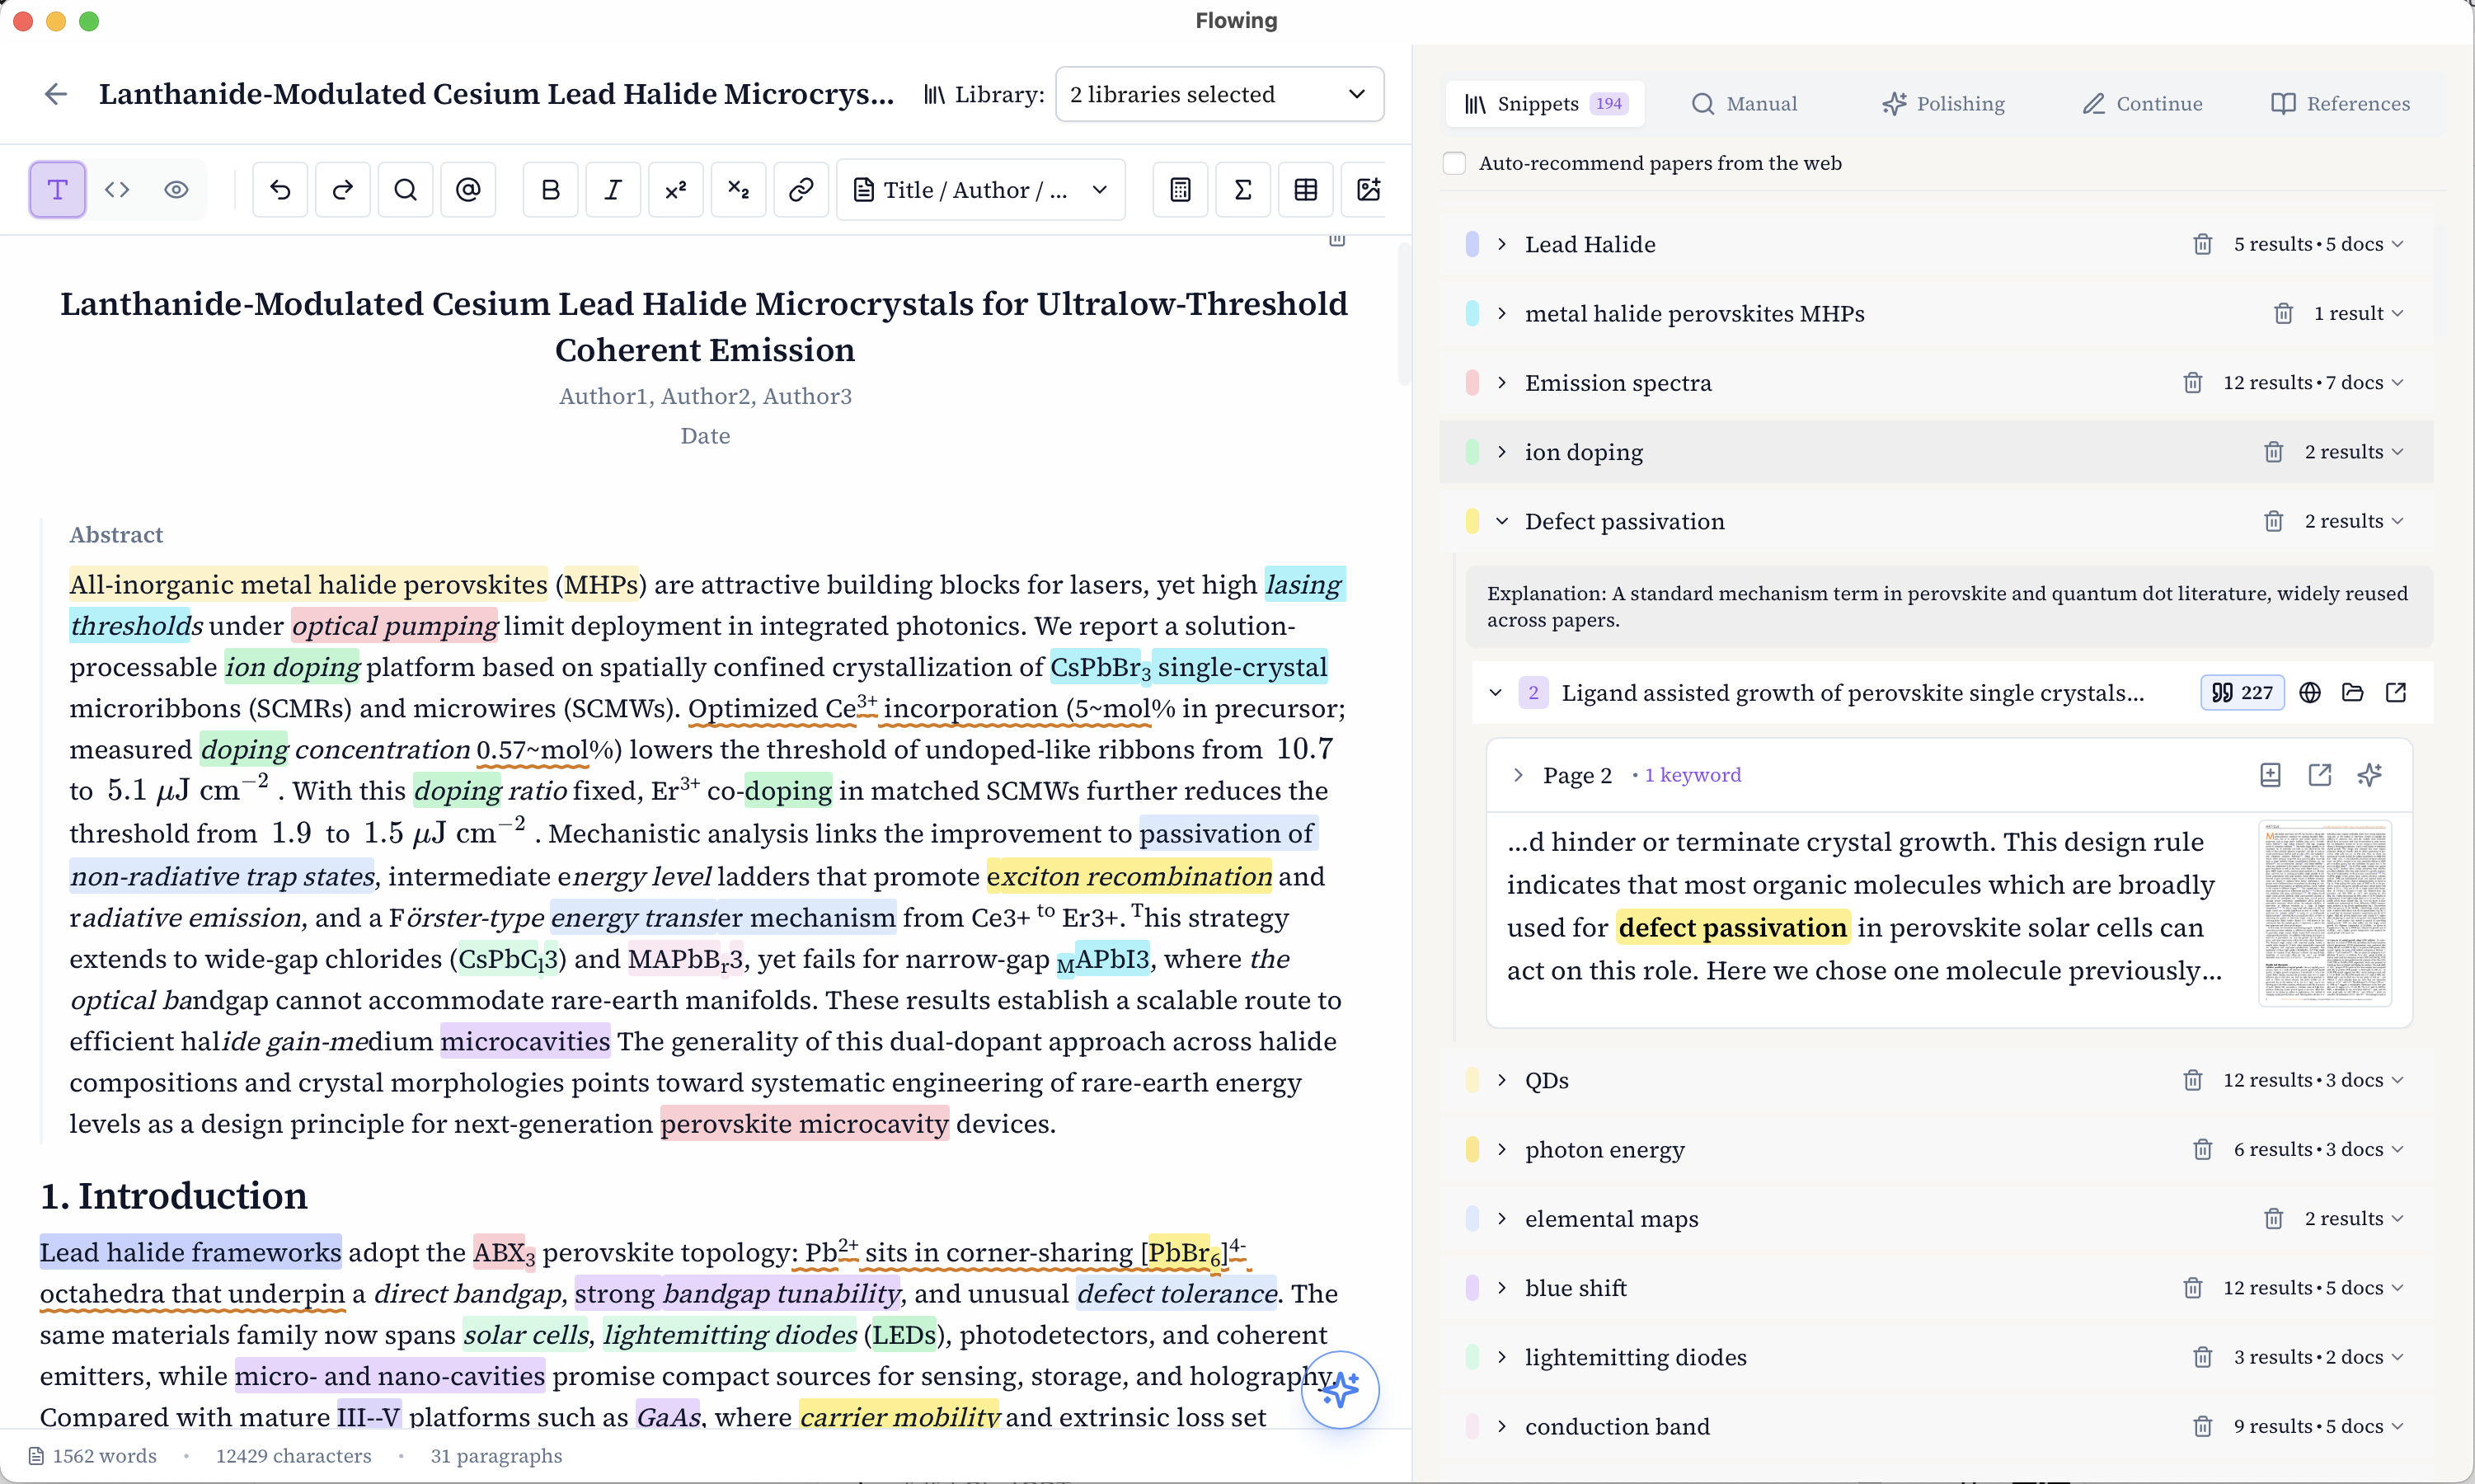 Flowing
Lanthanide-Modulated Cesium Lead Halide Microcrys...
Library:
2 libraries selected
T
B
I
x²
x₂
Title / Author / ...
Σ
Lanthanide-Modulated Cesium Lead Halide Microcrystals for Ultralow-Threshold
Coherent Emission
Author1, Author2, Author3
Date
Abstract
All-inorganic metal halide perovskites (MHPs) are attractive building blocks for lasers, yet high lasing
thresholds under optical pumping limit deployment in integrated photonics. We report a solution-
processable ion doping platform based on spatially confined crystallization of CsPbBr₃ single-crystal
microribbons (SCMRs) and microwires (SCMWs). Optimized Ce³⁺ incorporation (5~mol% in precursor;
measured doping concentration 0.57~mol%) lowers the threshold of undoped-like ribbons from 10.7
to 5.1 μJ cm⁻² . With this doping ratio fixed, Er³⁺ co-doping in matched SCMWs further reduces the
threshold from 1.9 to 1.5 μJ cm⁻² . Mechanistic analysis links the improvement to passivation of
non-radiative trap states, intermediate energy level ladders that promote exciton recombination and
radiative emission, and a Förster-type energy transfer mechanism from Ce3+ ᵗᵒ Er3+. ᵀhis strategy
extends to wide-gap chlorides (CsPbCₗ3) and MAPbBᵣ3, yet fails for narrow-gap MAPbI3, where the
optical bandgap cannot accommodate rare-earth manifolds. These results establish a scalable route to
efficient halide gain-medium microcavities The generality of this dual-dopant approach across halide
compositions and crystal morphologies points toward systematic engineering of rare-earth energy
levels as a design principle for next-generation perovskite microcavity devices.
1. Introduction
Lead halide frameworks adopt the ABX₃ perovskite topology: Pb²⁺ sits in corner-sharing [PbBr₆]⁴⁻
octahedra that underpin a direct bandgap, strong bandgap tunability, and unusual defect tolerance. The
same materials family now spans solar cells, lightemitting diodes (LEDs), photodetectors, and coherent
emitters, while micro- and nano-cavities promise compact sources for sensing, storage, and holography.
Compared with mature III--V platforms such as GaAs, where carrier mobility and extrinsic loss set
1562 words • 12429 characters • 31 paragraphs
Snippets 194
Manual
Polishing
Continue
References
Auto-recommend papers from the web
Lead Halide 5 results • 5 docs
metal halide perovskites MHPs 1 result
Emission spectra 12 results • 7 docs
ion doping 2 results
Defect passivation 2 results
Explanation: A standard mechanism term in perovskite and quantum dot literature, widely reused
across papers.
2 Ligand assisted growth of perovskite single crystals... 227
Page 2 • 1 keyword
...d hinder or terminate crystal growth. This design rule
indicates that most organic molecules which are broadly
used for defect passivation in perovskite solar cells can
act on this role. Here we chose one molecule previously...
QDs 12 results • 3 docs
photon energy 6 results • 3 docs
elemental maps 2 results
blue shift 12 results • 5 docs
lightemitting diodes 3 results • 2 docs
conduction band 9 results • 5 docs